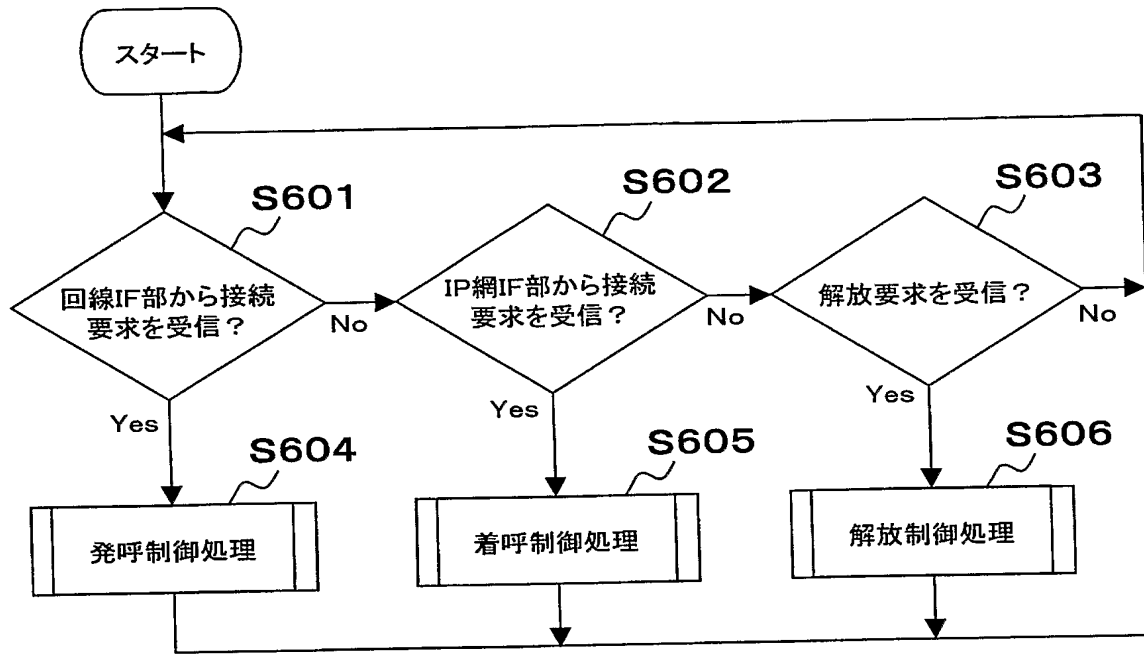 スタート
S601
S602
S603
回線IF部から接続
要求を受信？
No
IP網IF部から接続
要求を受信？
No
解放要求を受信？
No
Yes
Yes
Yes
S604
S605
S606
発呼制御処理
着呼制御処理
解放制御処理